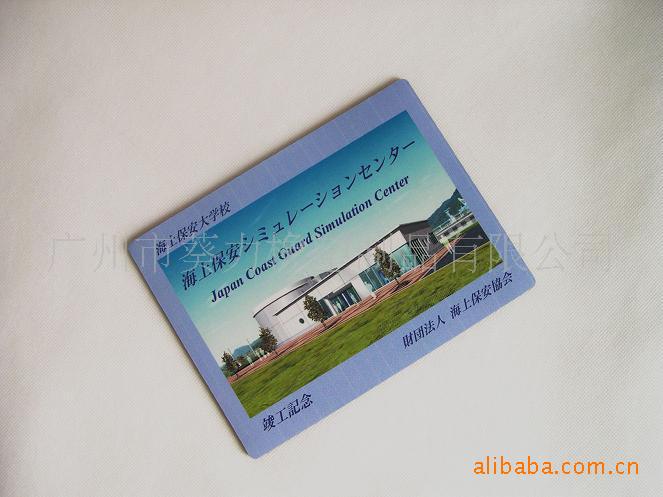 海上保安大学校
海上保安シミュレーションセンター
Japan Coast Guard Simulation Center
財団法人 海上保安協会
竣工記念
alibaba.com.cn